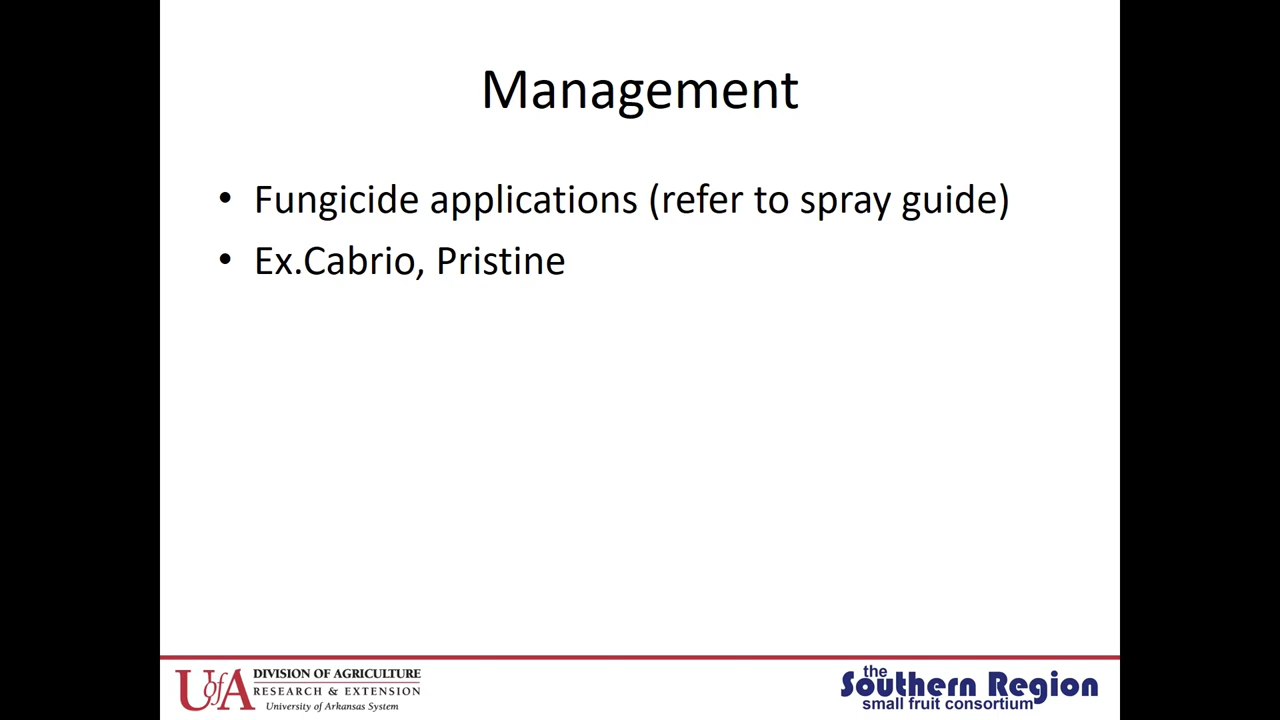 Management
• Fungicide applications (refer to spray guide)
• Ex.Cabrio, Pristine
UofA DIVISION OF AGRICULTURE
RESEARCH & EXTENSION
University of Arkansas System
the
Southern Region
small fruit consortium